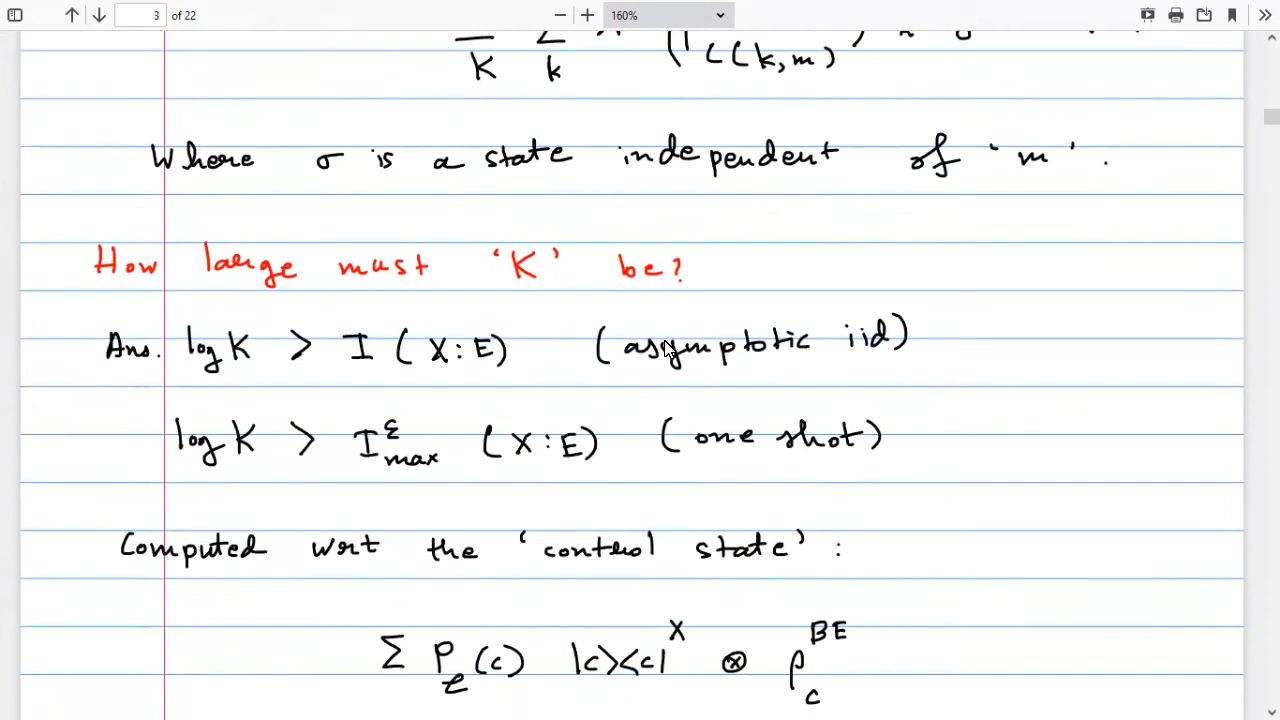 3 of 22 160%
K k ( C(k,m) )
Where σ is a state independent of 'm'.
How large must 'K' be?
Ans. log K > I (X:E) (asymptotic iid)
log K > I^ε_max (X:E) (one shot)
Computed wrt the 'control state':
Σ P (c) |c><c|^X ⊗ ρ_c^BE